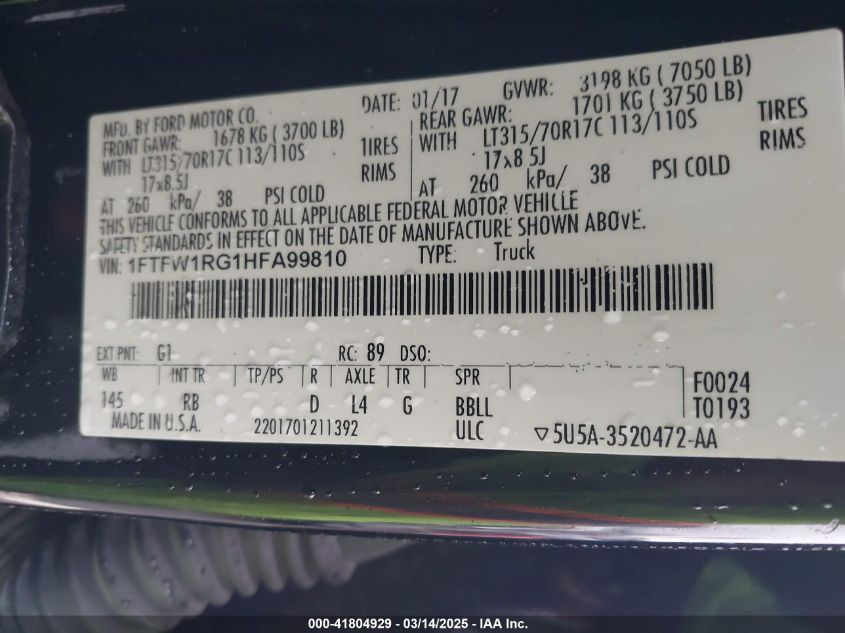 MFD. BY FORD MOTOR CO.
FRONT GAWR: 1678 KG ( 3700 LB)
WITH LT315/70R17C 113/110S TIRES
17x8.5J RIMS
AT 260 kPa/ 38 PSI COLD
DATE: 01/17 GVWR: 3198 KG ( 7050 LB)
REAR GAWR: 1701 KG ( 3750 LB)
WITH LT315/70R17C 113/110S TIRES
17x8.5J RIMS
AT 260 kPa/ 38 PSI COLD
THIS VEHICLE CONFORMS TO ALL APPLICABLE FEDERAL MOTOR VEHICLE
SAFETY STANDARDS IN EFFECT ON THE DATE OF MANUFACTURE SHOWN ABOVE.
VIN: 1FTFW1RG1HFA99810 TYPE: Truck
EXT PNT: G1 RC: 89 DSO:
WB INT TR TP/PS R AXLE TR SPR
145 RB D L4 G BBLL
F0024
T0193
MADE IN U.S.A. 2201701211392 ULC ▽5U5A-3520472-AA
000-41804929 - 03/14/2025 - IAA Inc.